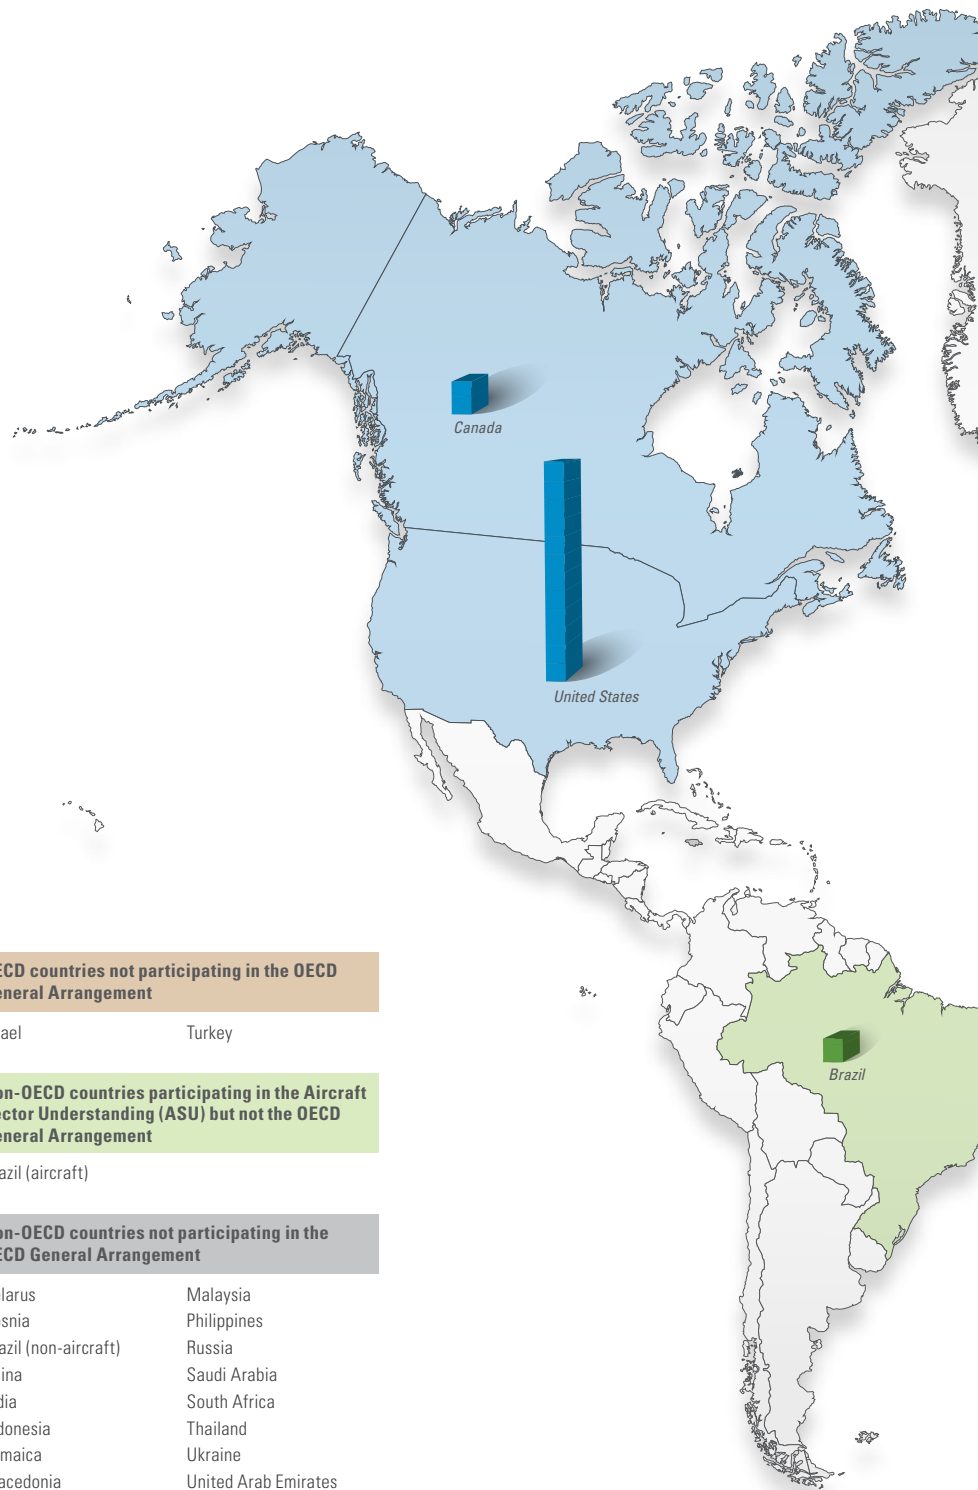 Canada
United States
Brazil
ECD countries not participating in the OECD
eneral Arrangement
ael Turkey
on-OECD countries participating in the Aircraft
ector Understanding (ASU) but not the OECD
eneral Arrangement
azil (aircraft)
on-OECD countries not participating in the
ECD General Arrangement
elarus Malaysia
osnia Philippines
azil (non-aircraft) Russia
ina Saudi Arabia
dia South Africa
donesia Thailand
maica Ukraine
acedonia United Arab Emirates